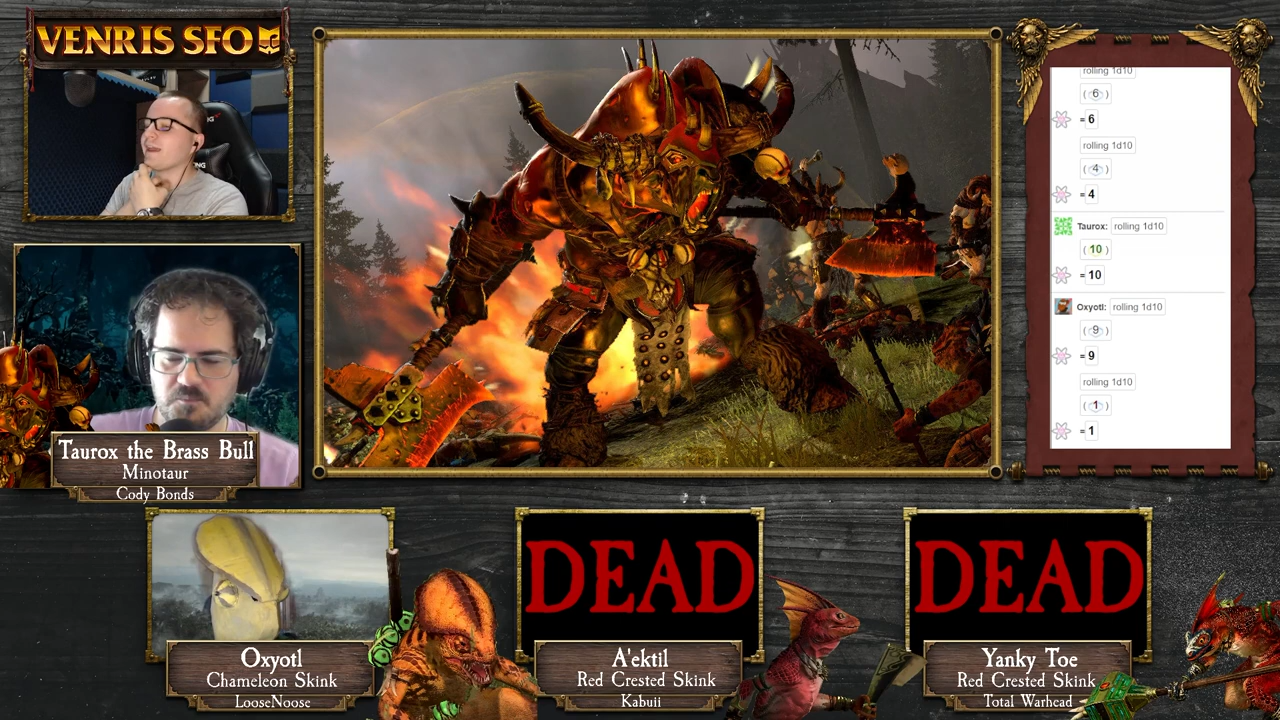 VENRIS SFO
rolling 1d10
( 6 )
= 6
rolling 1d10
( 4 )
= 4
Taurox: rolling 1d10
( 10 )
= 10
Oxyotl: rolling 1d10
( 9 )
= 9
rolling 1d10
( 1 )
= 1
Taurox the Brass Bull
Minotaur
Cody Bonds
Oxyotl
Chameleon Skink
LooseNoose
DEAD
A'ektil
Red Crested Skink
Kabuii
DEAD
Yanky Toe
Red Crested Skink
Total Warhead